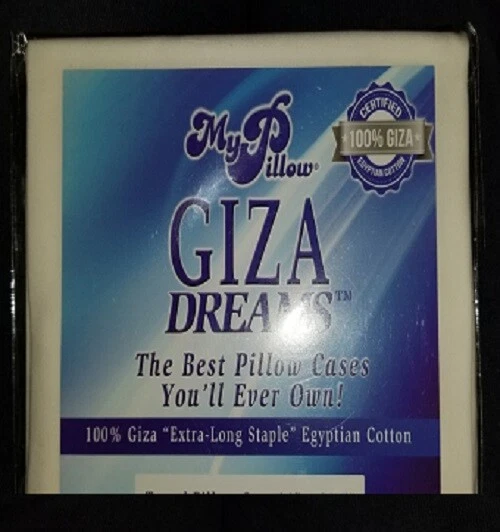 MyPillow®
CERTIFIED
100% GIZA
EGYPTIAN COTTON
GIZA
DREAMS™
The Best Pillow Cases
You'll Ever Own!
100% Giza "Extra-Long Staple" Egyptian Cotton